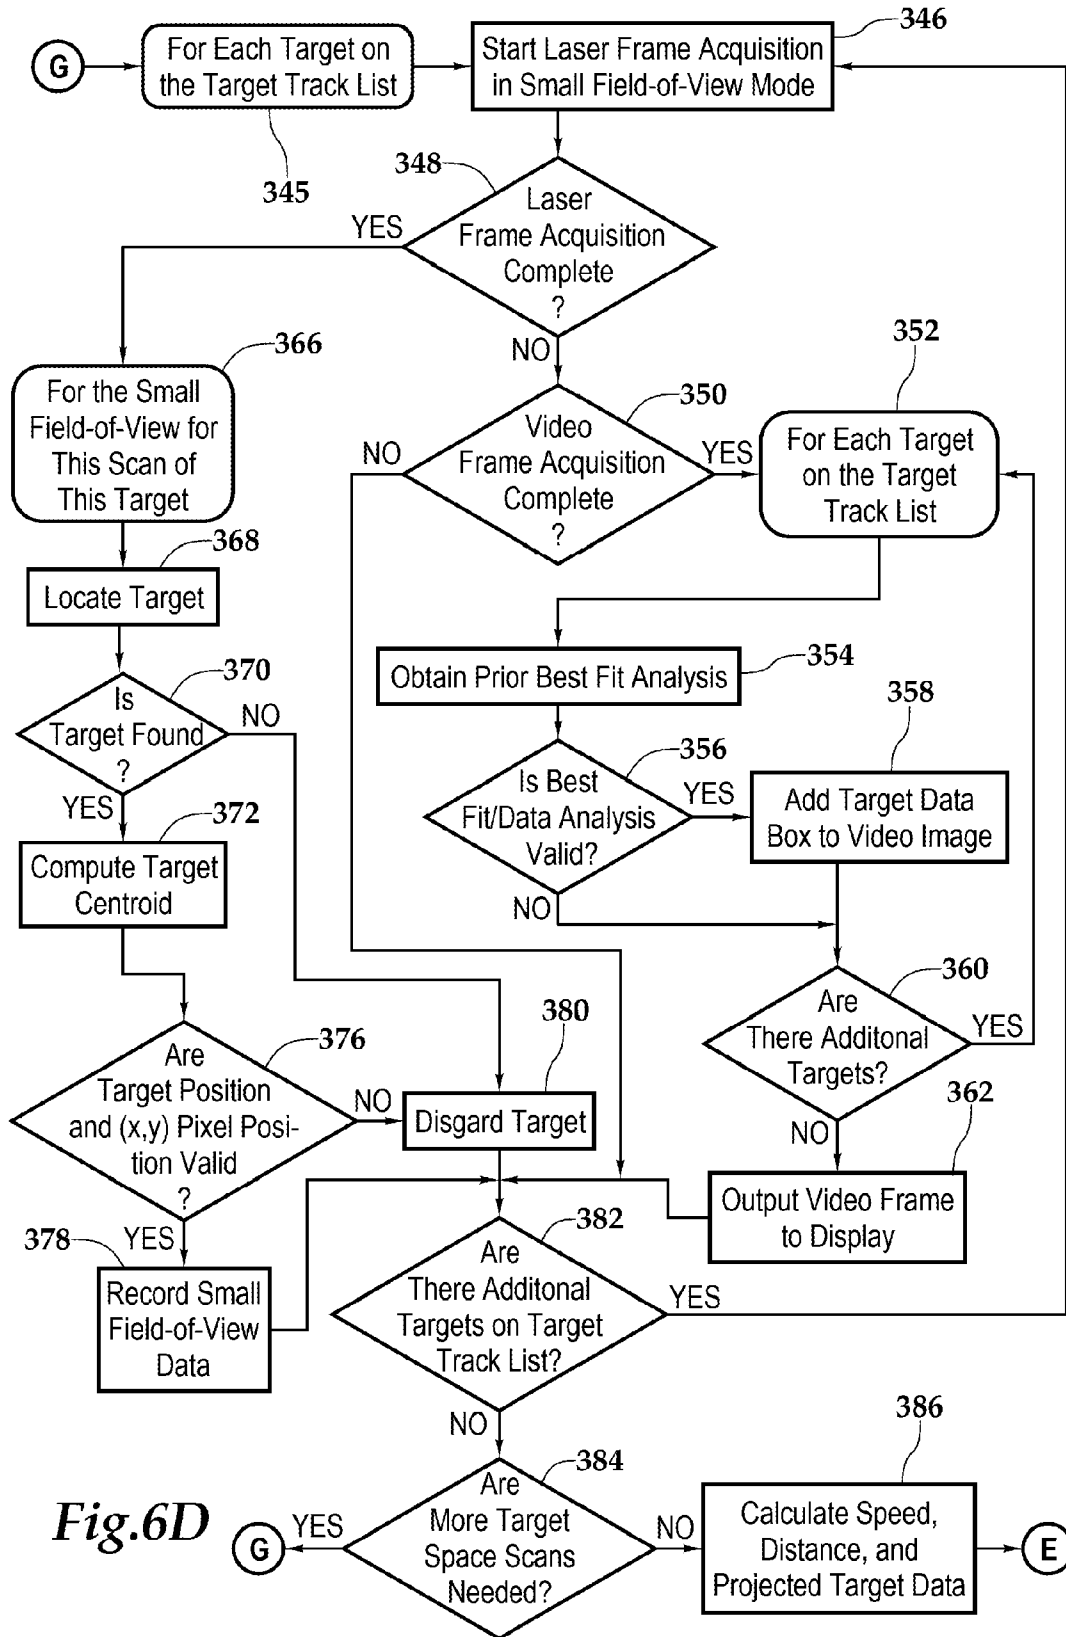 346
G
For Each Target on
the Target Track List
Start Laser Frame Acquisition
in Small Field-of-View Mode
345
348
Laser
Frame Acquisition
Complete
?
YES
NO
366
For the Small
Field-of-View for
This Scan of
This Target
350
Video
Frame Acquisition
Complete
?
NO
YES
352
For Each Target
on the Target
Track List
368
Locate Target
354
Obtain Prior Best Fit Analysis
370
Is
Target Found
?
NO
YES
356
Is Best
Fit/Data Analysis
Valid?
YES
NO
358
Add Target Data
Box to Video Image
372
Compute Target
Centroid
360
Are
There Additonal
Targets?
YES
NO
376
Are
Target Position
and (x,y) Pixel Posi-
tion Valid
?
NO
YES
380
Disgard Target
362
Output Video Frame
to Display
378
Record Small
Field-of-View
Data
382
Are
There Additonal
Targets on Target
Track List?
YES
NO
384
Are
More Target
Space Scans
Needed?
YES
G
NO
386
Calculate Speed,
Distance, and
Projected Target Data
E
Fig.6D